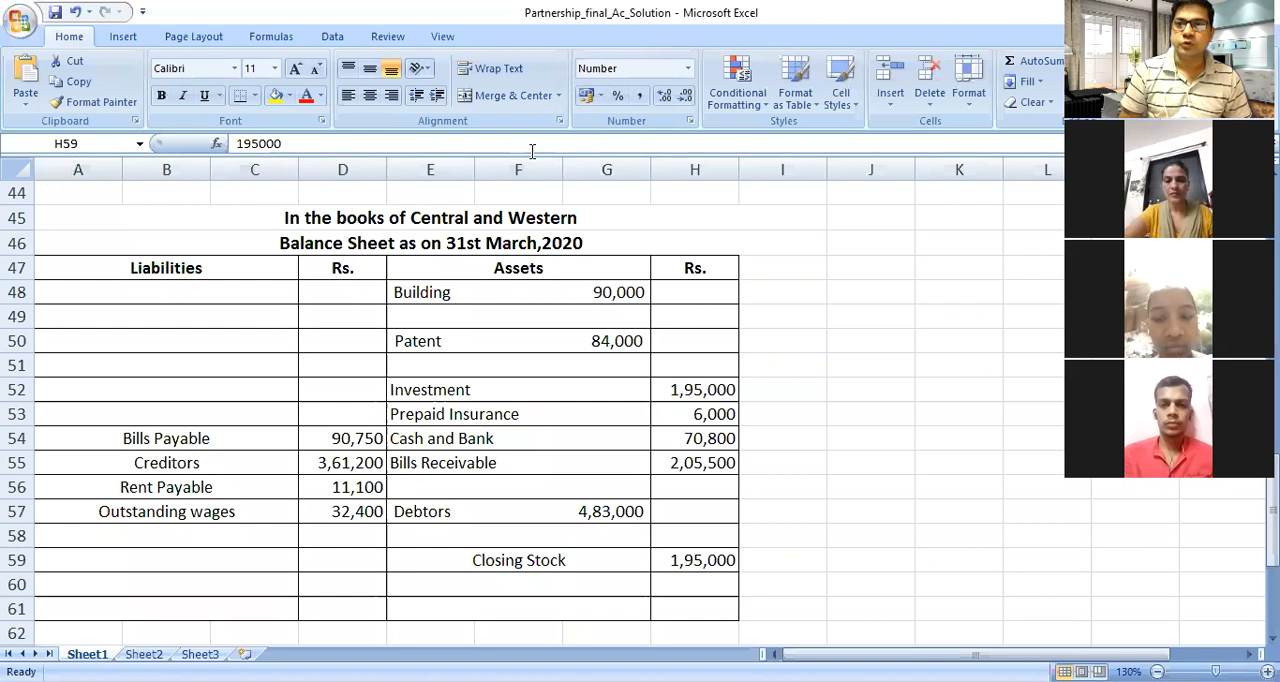 Partnership_final_Ac_Solution - Microsoft Excel
Home Insert Page Layout Formulas Data Review View
Paste
Cut
Copy
Format Painter
Clipboard
Calibri 11
B I U
Font
Wrap Text
Merge & Center
Alignment
Number
Number
Conditional Formatting
Format as Table
Cell Styles
Styles
Insert Delete Format
Cells
Σ AutoSum
Fill
Clear
H59 fx 195000
A B C D E F G H I J K L
44
45 In the books of Central and Western
46 Balance Sheet as on 31st March,2020
47 Liabilities Rs. Assets Rs.
48 Building 90,000
49
50 Patent 84,000
51
52 Investment 1,95,000
53 Prepaid Insurance 6,000
54 Bills Payable 90,750 Cash and Bank 70,800
55 Creditors 3,61,200 Bills Receivable 2,05,500
56 Rent Payable 11,100
57 Outstanding wages 32,400 Debtors 4,83,000
58
59 Closing Stock 1,95,000
60
61
62
Sheet1 Sheet2 Sheet3
Ready 130%